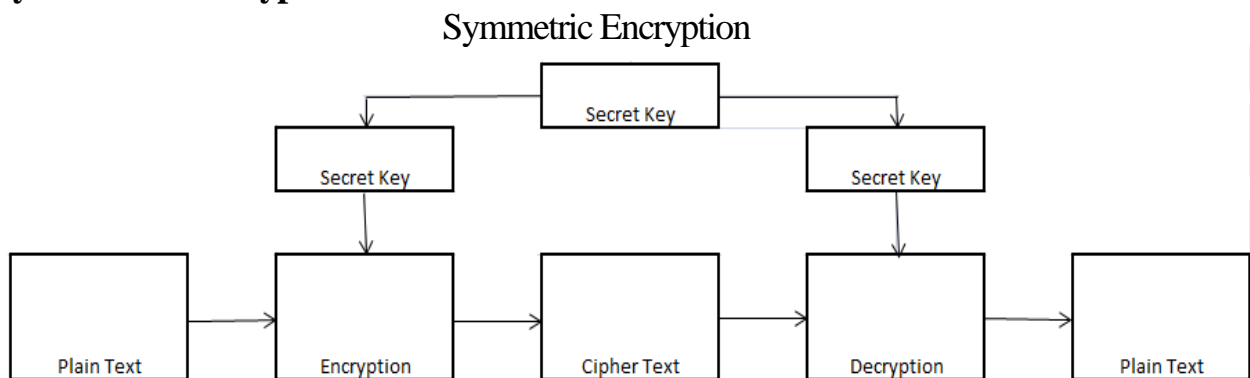 Symmetric Encryption
Secret Key
Secret Key Secret Key
Plain Text Encryption Cipher Text Decryption Plain Text